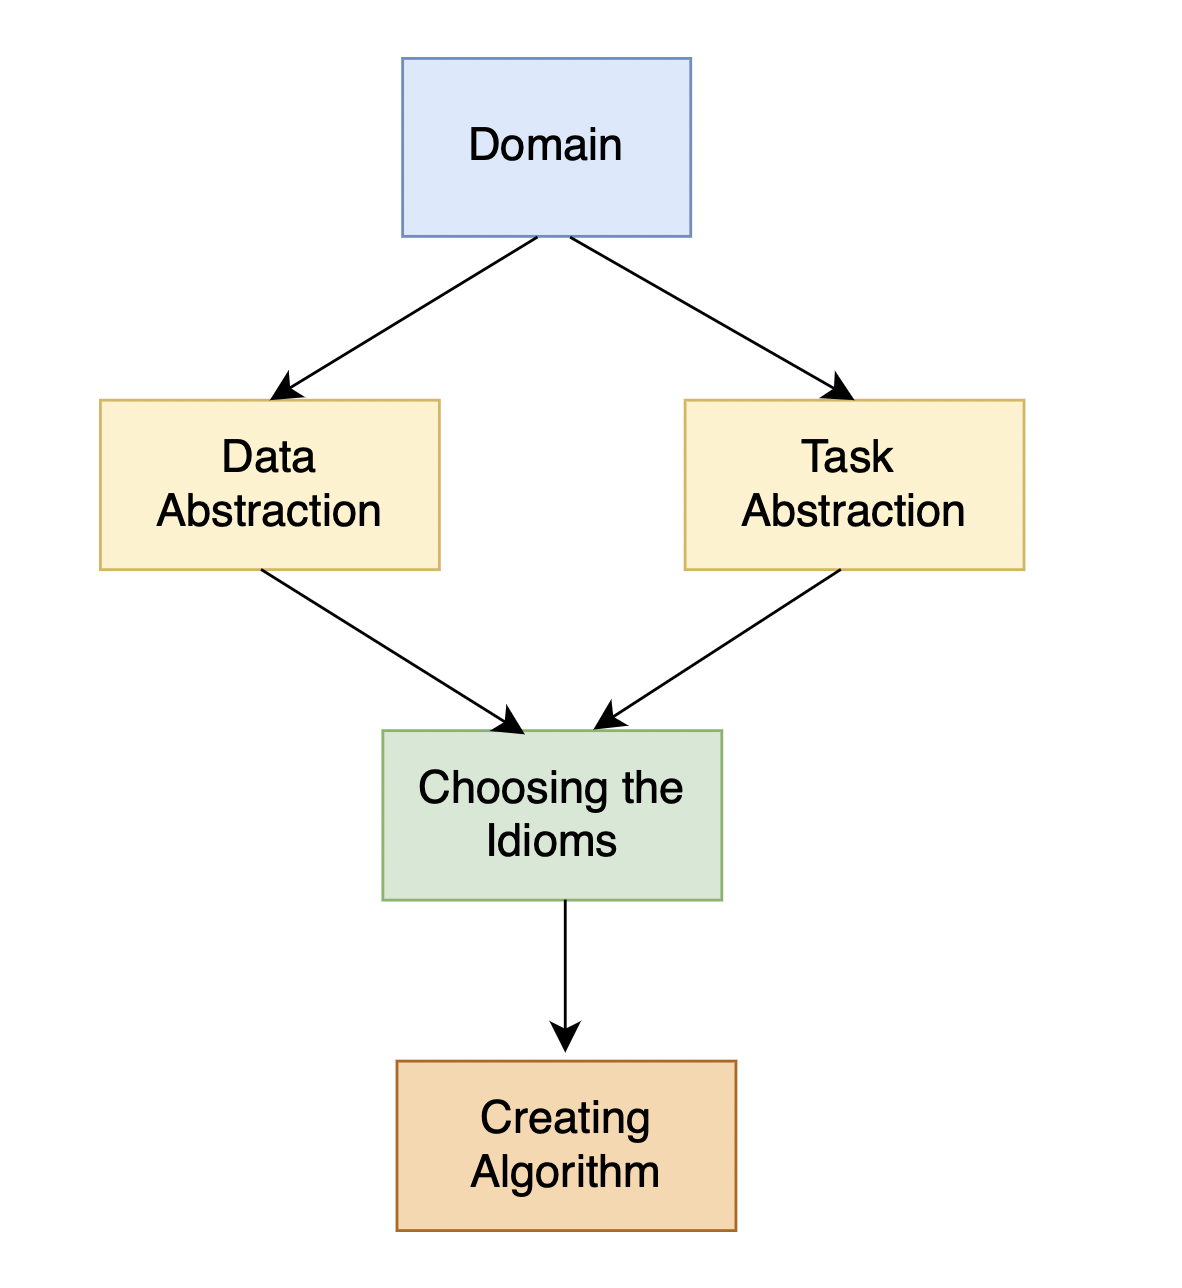 Domain
Data
Abstraction
Task
Abstraction
Choosing the
Idioms
Creating
Algorithm